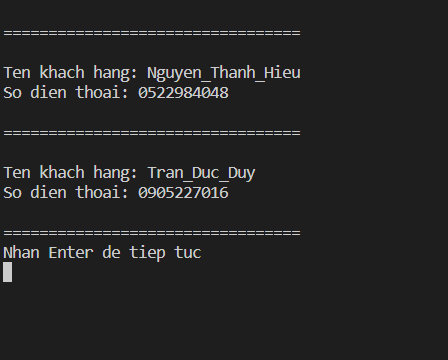 =================================
Ten khach hang: Nguyen_Thanh_Hieu
So dien thoai: 0522984048
=================================
Ten khach hang: Tran_Duc_Duy
So dien thoai: 0905227016
=================================
Nhan Enter de tiep tuc